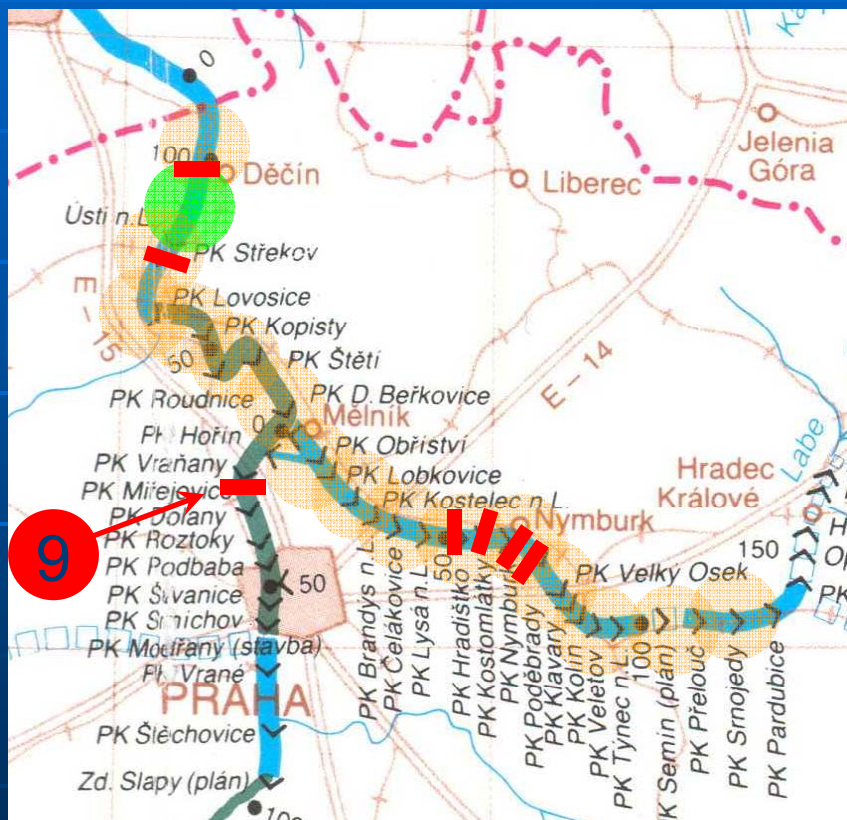 0
100
Děčín
Liberec
Jelenia
Góra
Ústí n.L
PK Střekov
E - 15
PK Lovosice
PK Kopisty
50
PK Štětí
E - 14
PK Roudnice
PK D. Beřkovice
0
Mělník
PK Hořín
PK Obříství
PK Vraňany
PK Lobkovice
PK Miřejovice
PK Kostelec n.L.
Hradec
Králové
Labe
PK Dolany
Nymburk
9
PK Roztoky
PK Podbaba
50
PK Štvanice
PK Smíchov
PK Modřany (stavba)
PK Vrané
PRAHA
PK Štěchovice
Zd. Slapy (plán)
PK Brandýs n.L.
PK Čelákovice
PK Lysá n.L.
50
PK Hradištko
PK Kostomlátky
PK Nymburk
PK Poděbrady
PK Velký Osek
PK Klavary
PK Kolín
PK Veletov
PK Týnec n.L.
100
PK Semín (plán)
PK Přelouč
PK Srnojedy
PK Pardubice
150
H
Op
PK